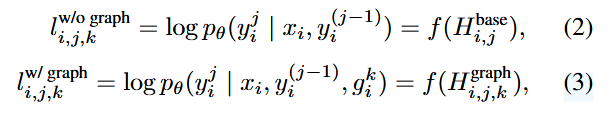 l_{i,j,k}^{w/o graph} = log p_θ(y_i^j | x_i, y_i^{(j−1)}) = f(H_{i,j}^{base}), (2)
l_{i,j,k}^{w/ graph} = log p_θ(y_i^j | x_i, y_i^{(j−1)}, g_i^k) = f(H_{i,j,k}^{graph}), (3)